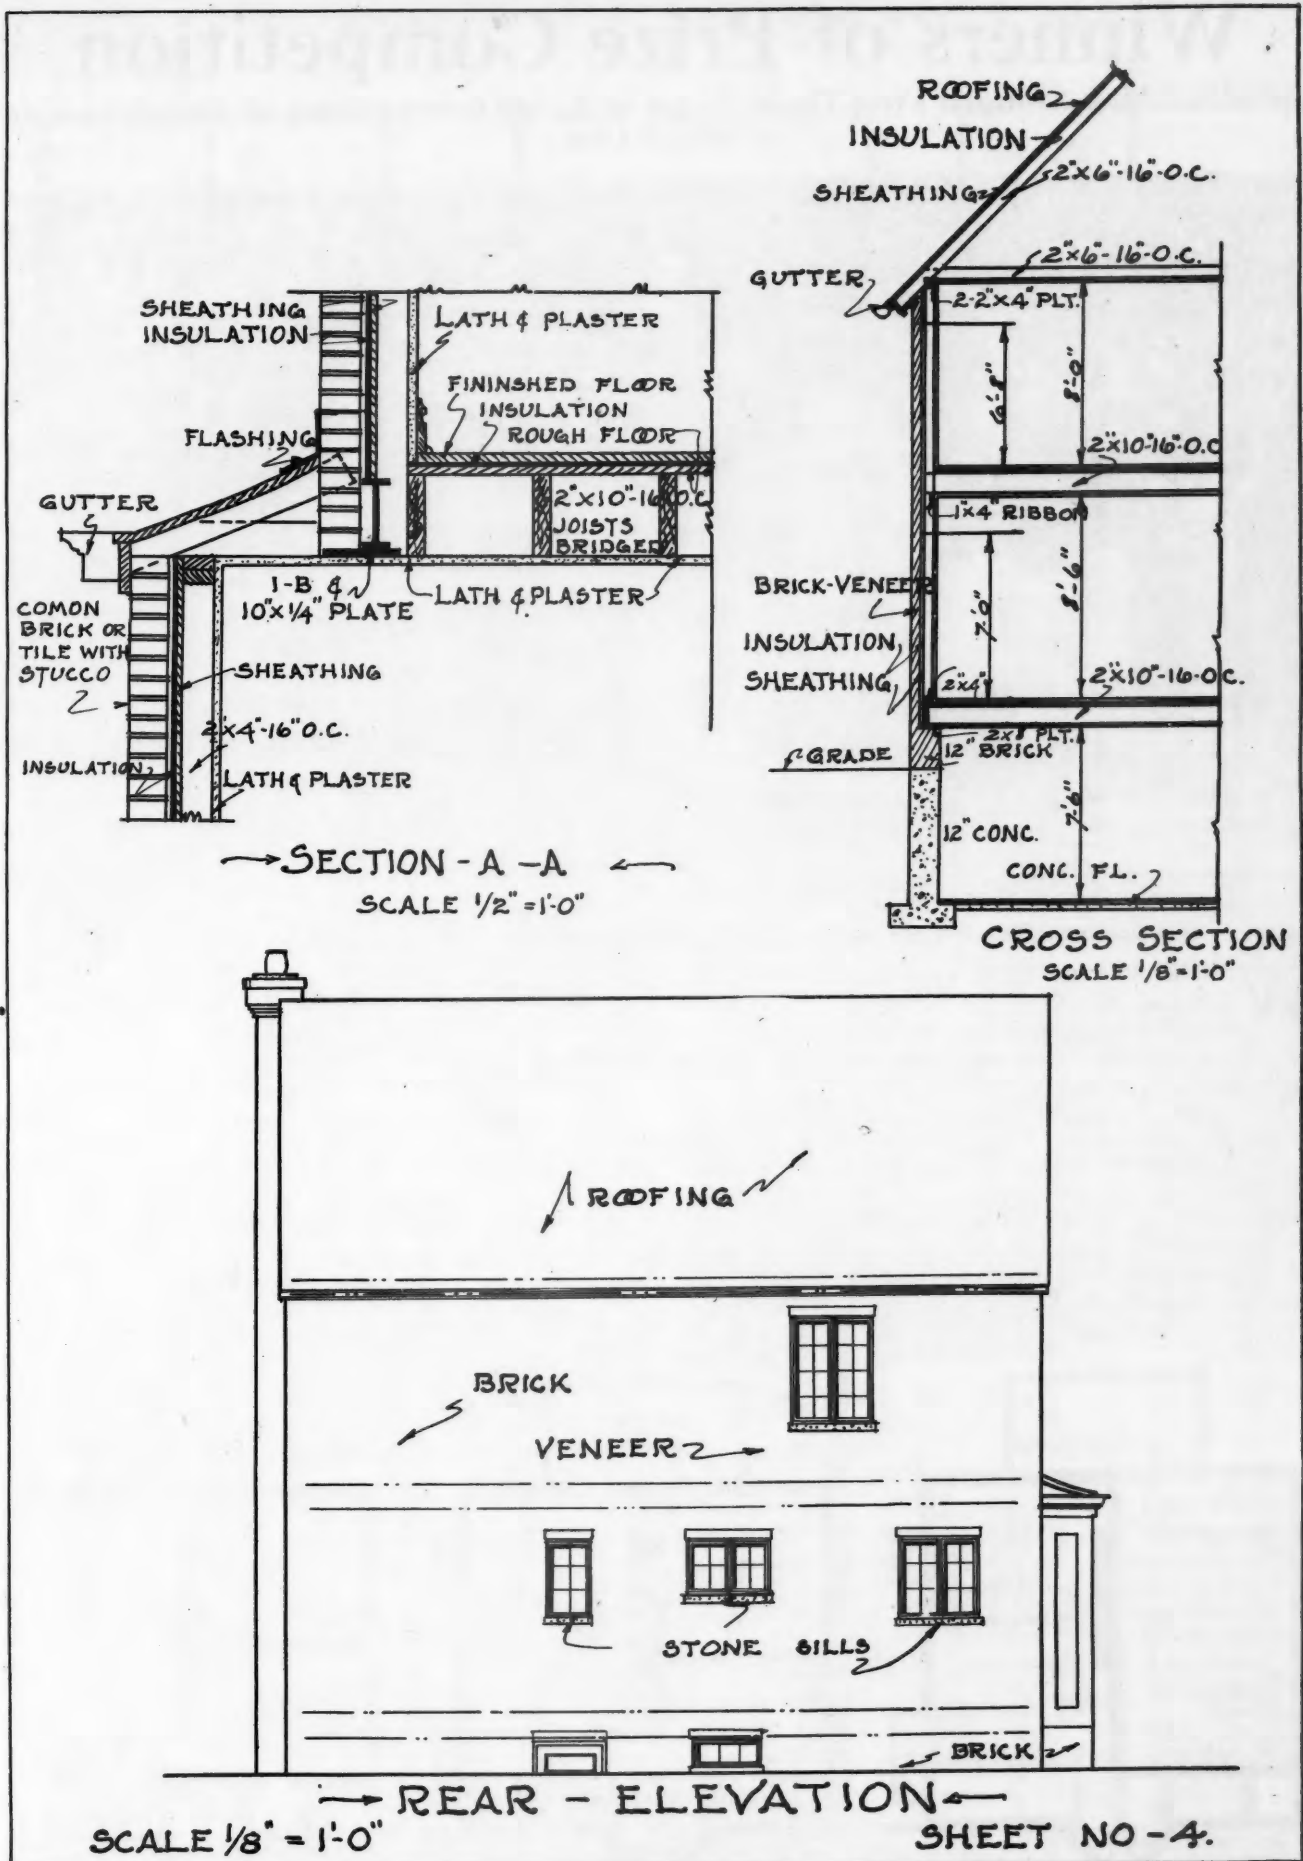 SHEATHING
INSULATION
LATH & PLASTER
FININSHED FLOOR
INSULATION
ROUGH FLOOR
FLASHING
GUTTER
2"X10"-16"O.C.
JOISTS
BRIDGED
1-B &
10"X1/4" PLATE
LATH & PLASTER
COMON
BRICK OR
TILE WITH
STUCCO
SHEATHING
2"X4"-16"O.C.
INSULATION
LATH & PLASTER
SECTION - A - A
SCALE 1/2" = 1'-0"
ROOFING
INSULATION
2"X6"-16"-O.C.
SHEATHING
2"X6"-16"-O.C.
GUTTER
2-2"X4" PLT.
6'-8"
8'-0"
2"X10"-16"-O.C
1"X4" RIBBON
BRICK-VENEER
7'-0"
8'-6"
INSULATION
SHEATHING
2"X4"
2"X10"-16-O.C.
2X8 PLT.
GRADE
12" BRICK
7'-6"
12" CONC.
CONC. FL.
CROSS SECTION
SCALE 1/8" = 1'-0"
ROOFING
BRICK
VENEER
STONE SILLS
BRICK
REAR - ELEVATION
SCALE 1/8" = 1'-0"
SHEET NO - 4.